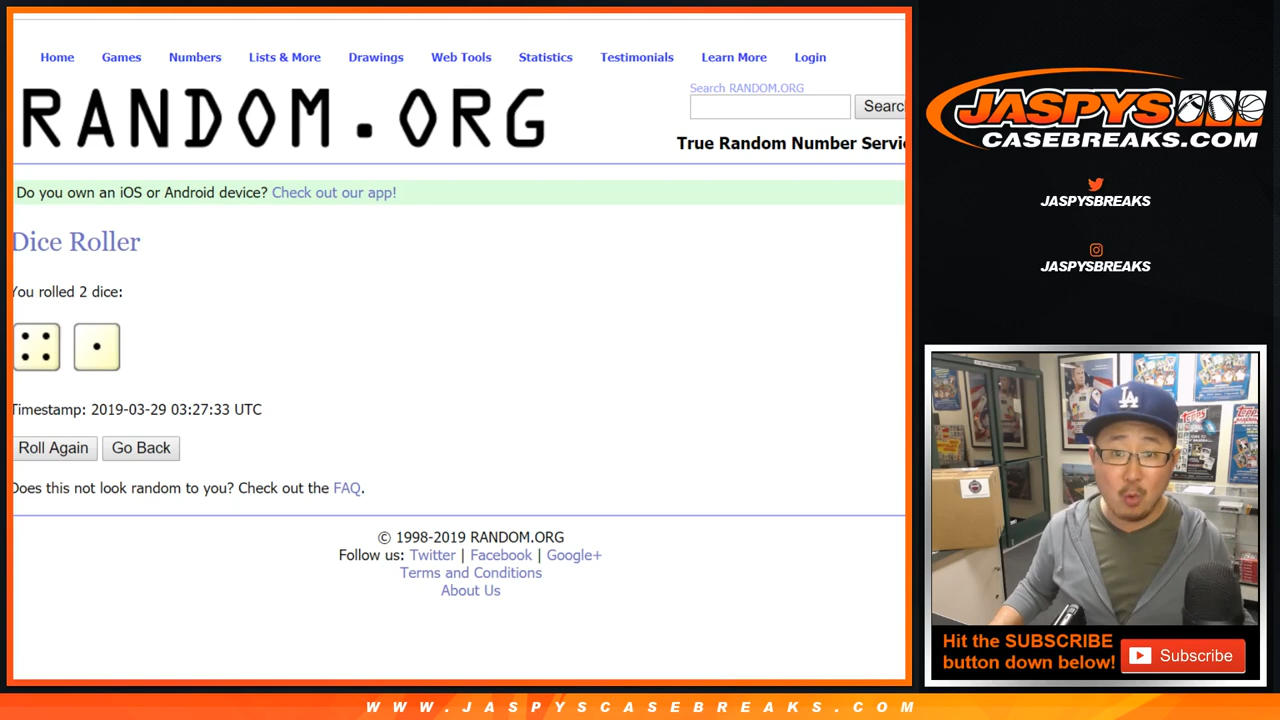 Home Games Numbers Lists & More Drawings Web Tools Statistics Testimonials Learn More Login
RANDOM.ORG
Search RANDOM.ORG
Searc
True Random Number Servi
Do you own an iOS or Android device? Check out our app!
Dice Roller
You rolled 2 dice:
Timestamp: 2019-03-29 03:27:33 UTC
Roll Again Go Back
Does this not look random to you? Check out the FAQ.
© 1998-2019 RANDOM.ORG
Follow us: Twitter | Facebook | Google+
Terms and Conditions
About Us
JASPYS
CASEBREAKS.COM
JASPYSBREAKS
JASPYSBREAKS
LA
Topps
Hit the SUBSCRIBE
button down below!
Subscribe
WWW.JASPYSCASEBREAKS.COM